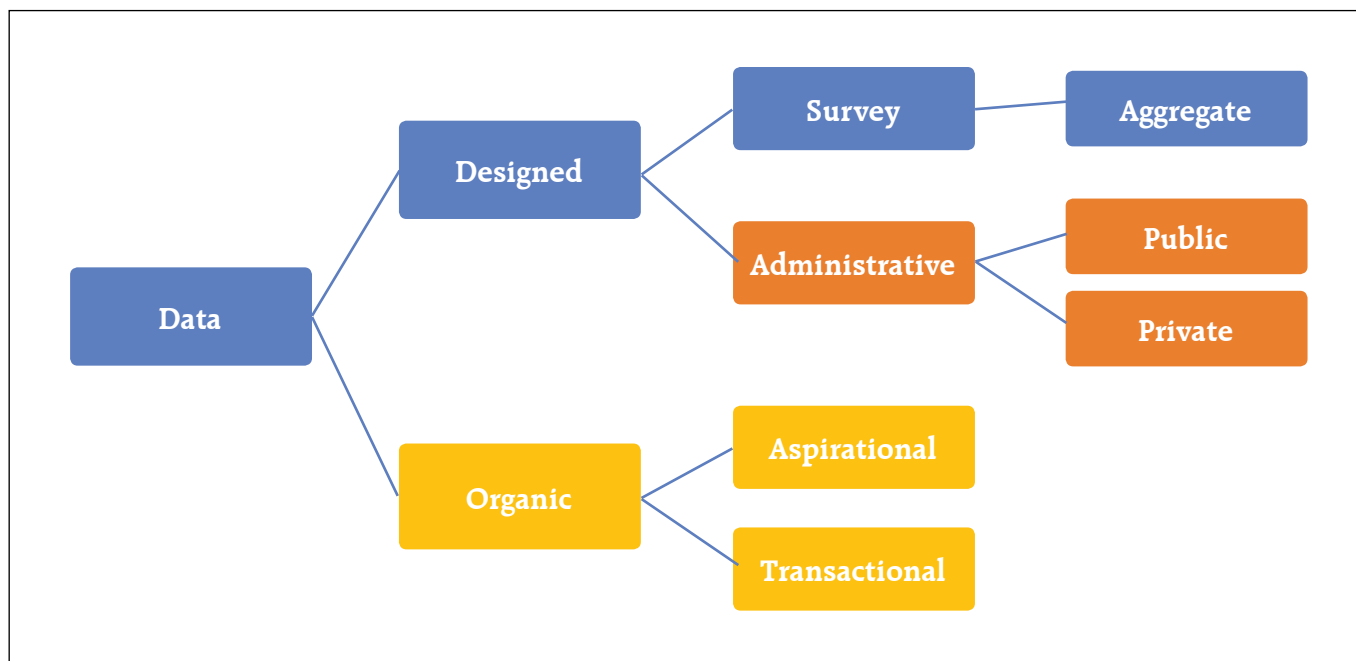 Data
Designed
Survey
Aggregate
Administrative
Public
Private
Organic
Aspirational
Transactional